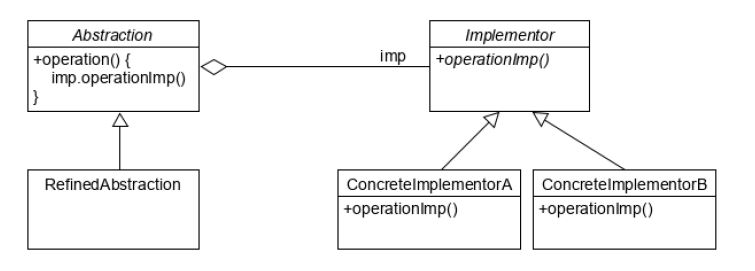 Abstraction
+operation() {
imp.operationImp()
}
imp
Implementor
+operationImp()
RefinedAbstraction
ConcreteImplementorA
+operationImp()
ConcreteImplementorB
+operationImp()